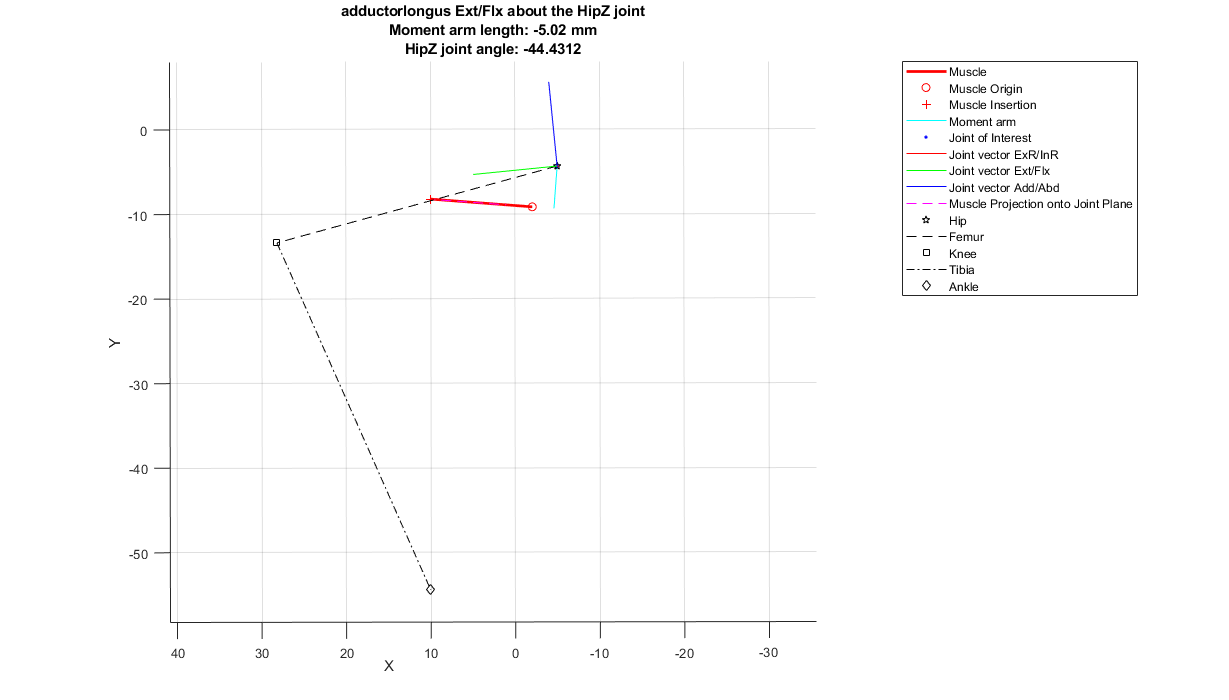 adductorlongus Ext/Flx about the HipZ joint
Moment arm length: -5.02 mm
HipZ joint angle: -44.4312
Muscle
Muscle Origin
Muscle Insertion
Moment arm
Joint of Interest
Joint vector ExR/InR
Joint vector Ext/Flx
Joint vector Add/Abd
Muscle Projection onto Joint Plane
Hip
Femur
Knee
Tibia
Ankle
0
-10
-20
-30
-40
-50
Y
40 30 20 10 0 -10 -20 -30
X